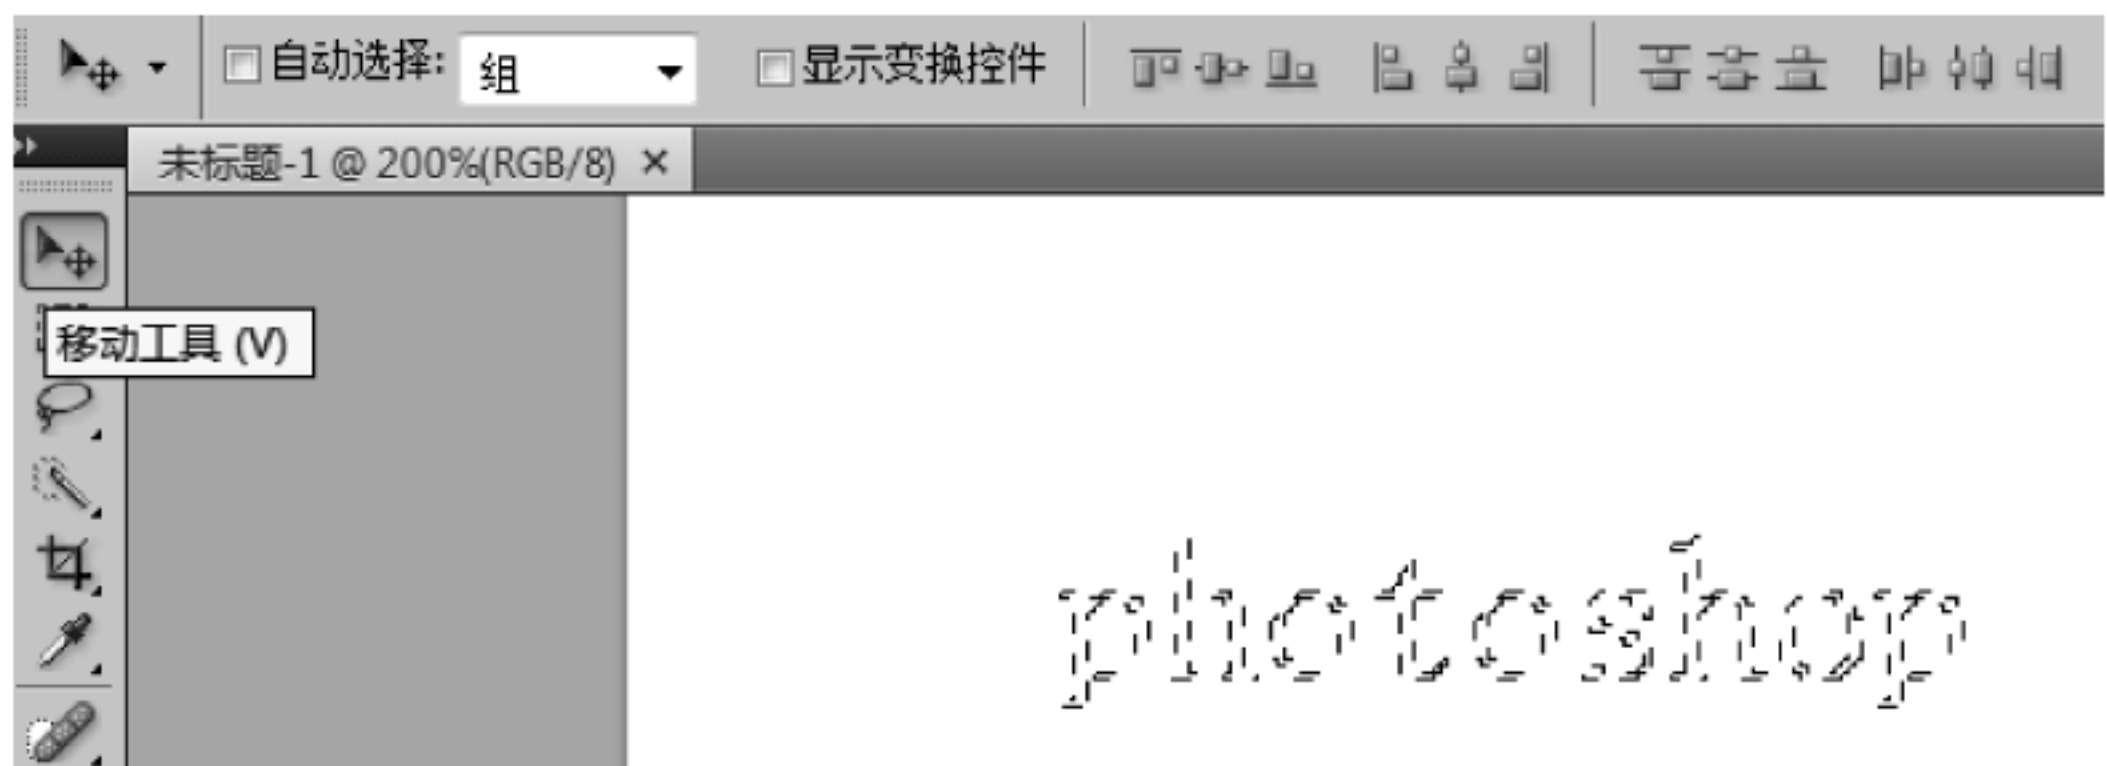 自动选择: 组 显示变换控件
未标题-1 @ 200%(RGB/8) ×
移动工具 (V)
photoshop